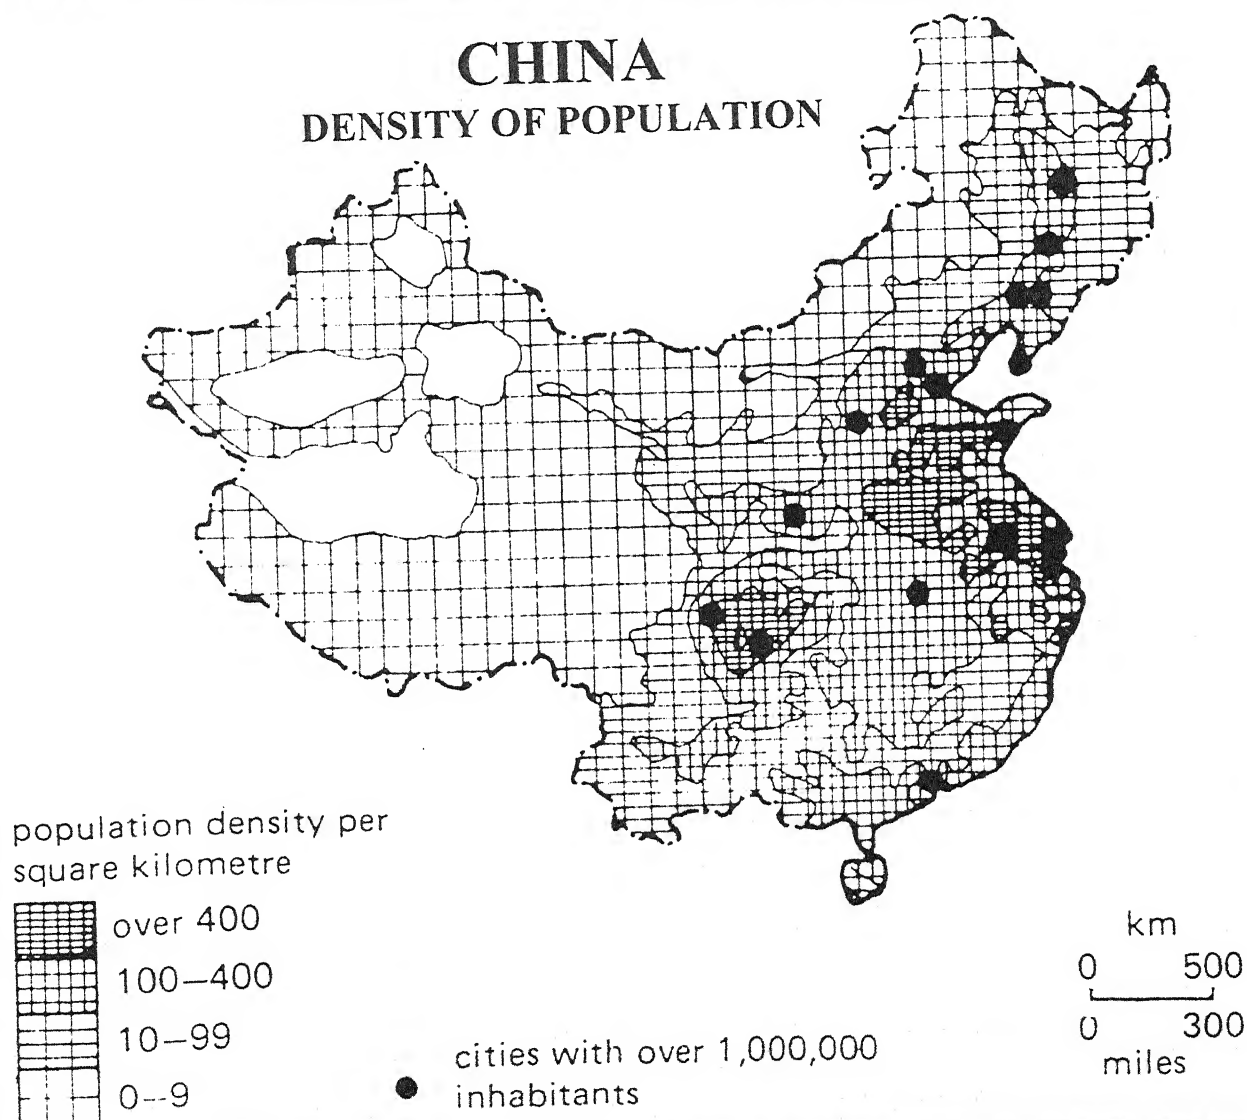 CHINA
DENSITY OF POPULATION
population density per
square kilometre
over 400
100–400
10–99
0--9
cities with over 1,000,000
inhabitants
km
0 500
0 300
miles